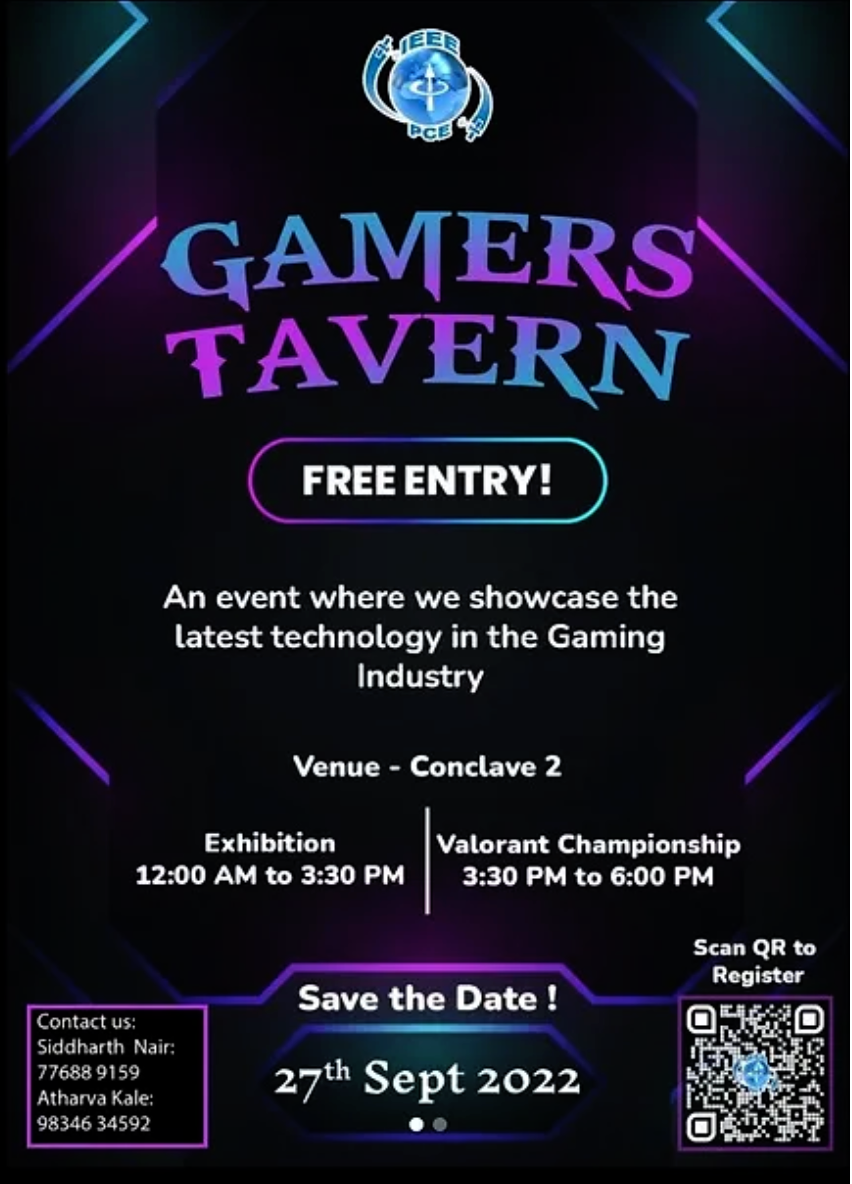 IEEE
PCE
GAMERS
TAVERN
FREE ENTRY!
An event where we showcase the
latest technology in the Gaming
Industry
Venue - Conclave 2
Exhibition
12:00 AM to 3:30 PM
Valorant Championship
3:30 PM to 6:00 PM
Save the Date !
27th Sept 2022
Contact us:
Siddharth Nair:
77688 9159
Atharva Kale:
98346 34592
Scan QR to
Register